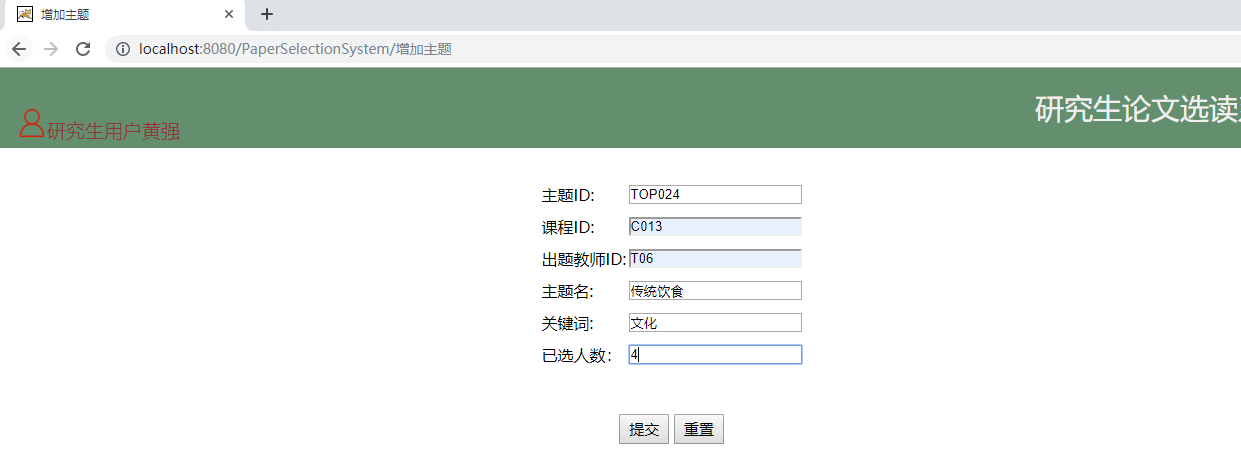 增加主题
localhost:8080/PaperSelectionSystem/增加主题
研究生论文选读
研究生用户黄强
主题ID: TOP024
课程ID: C013
出题教师ID: T06
主题名: 传统饮食
关键词: 文化
已选人数: 4
提交 重置